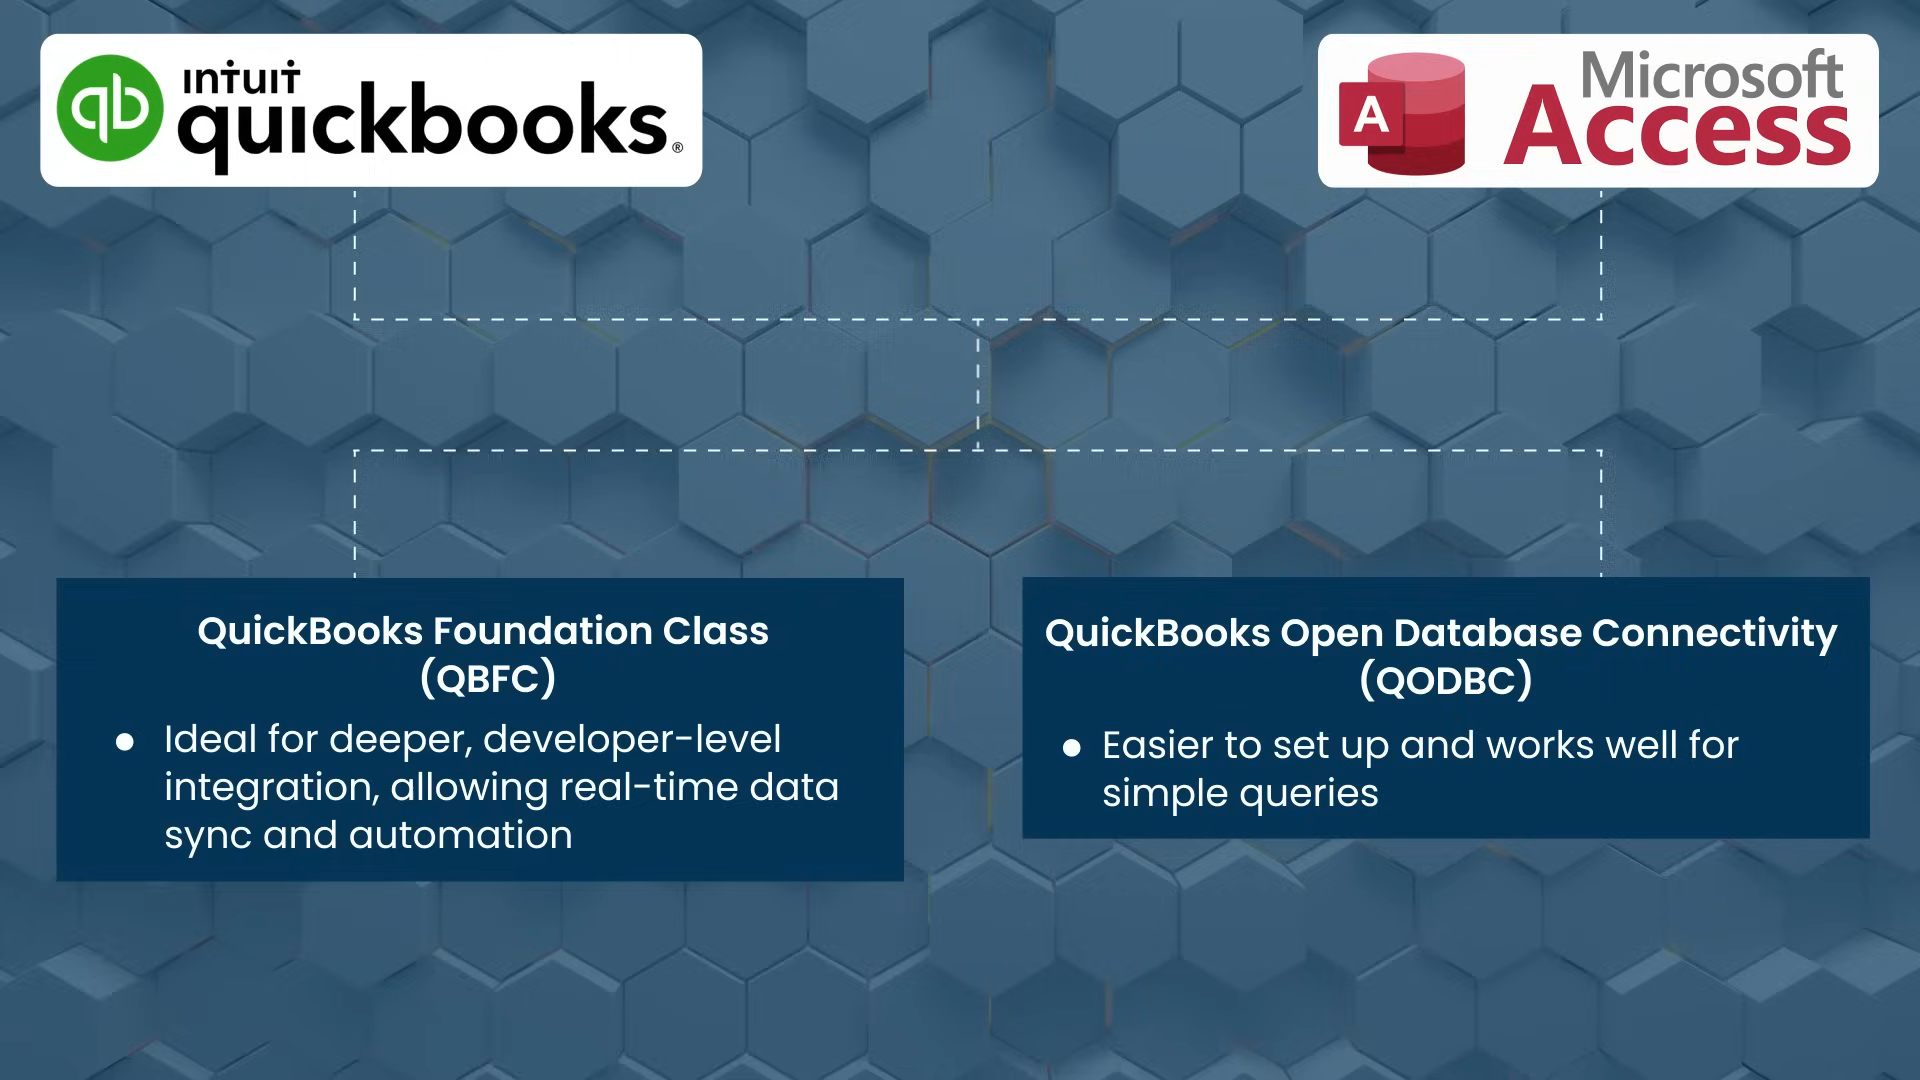 qb intuit
quickbooks®
A Microsoft
Access
QuickBooks Foundation Class
(QBFC)
● Ideal for deeper, developer-level
integration, allowing real-time data
sync and automation
QuickBooks Open Database Connectivity
(QODBC)
● Easier to set up and works well for
simple queries